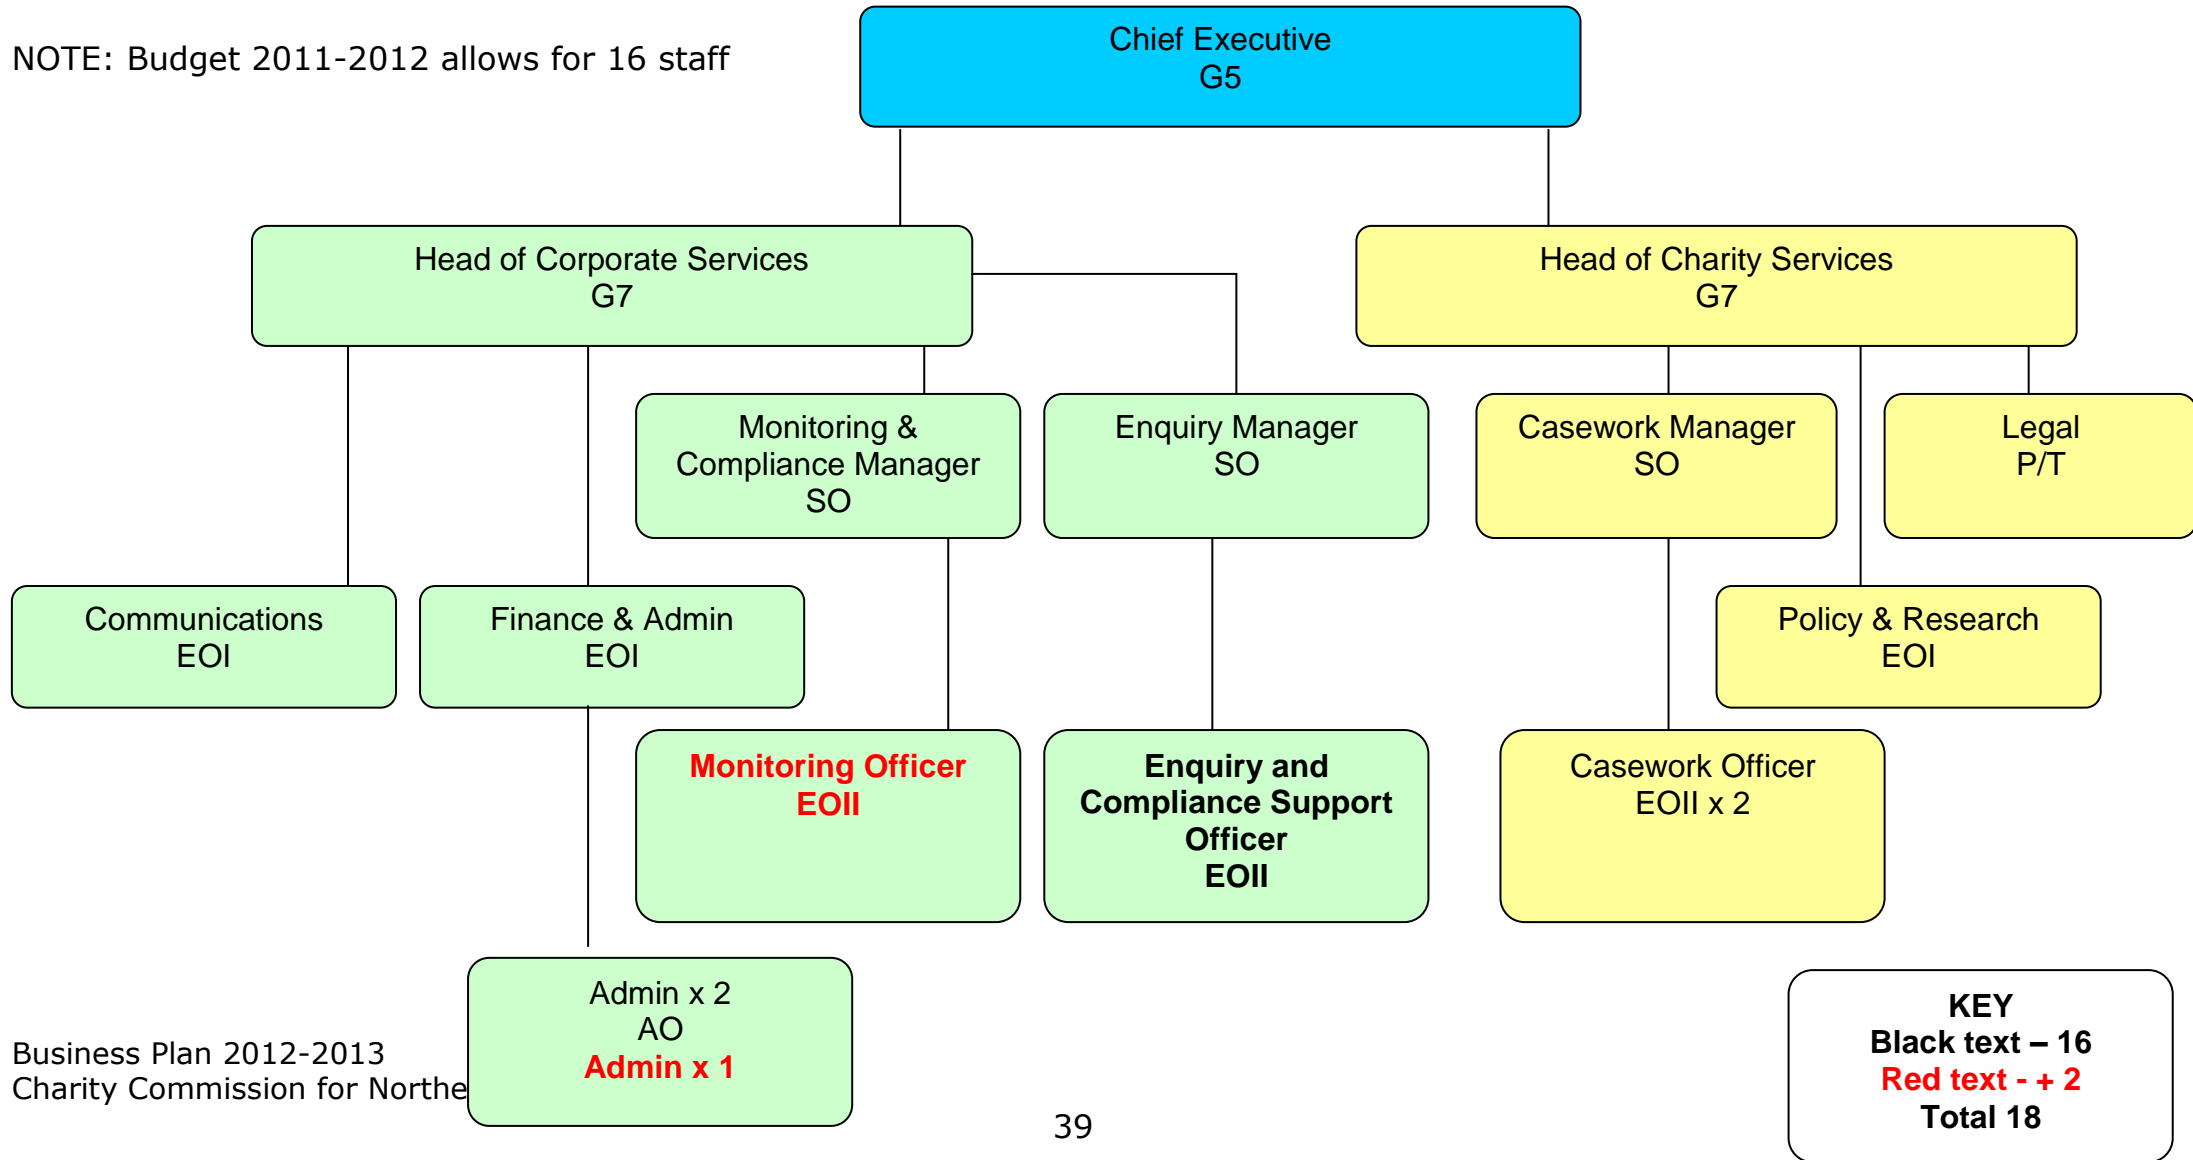 NOTE: Budget 2011-2012 allows for 16 staff
Chief Executive
G5
Head of Corporate Services
G7
Head of Charity Services
G7
Monitoring &
Compliance Manager
SO
Enquiry Manager
SO
Casework Manager
SO
Legal
P/T
Communications
EOI
Finance & Admin
EOI
Policy & Research
EOI
Monitoring Officer
EOII
Enquiry and
Compliance Support
Officer
EOII
Casework Officer
EOII x 2
Admin x 2
AO
Admin x 1
KEY
Black text – 16
Red text - + 2
Total 18
Business Plan 2012-2013
Charity Commission for Northe
39